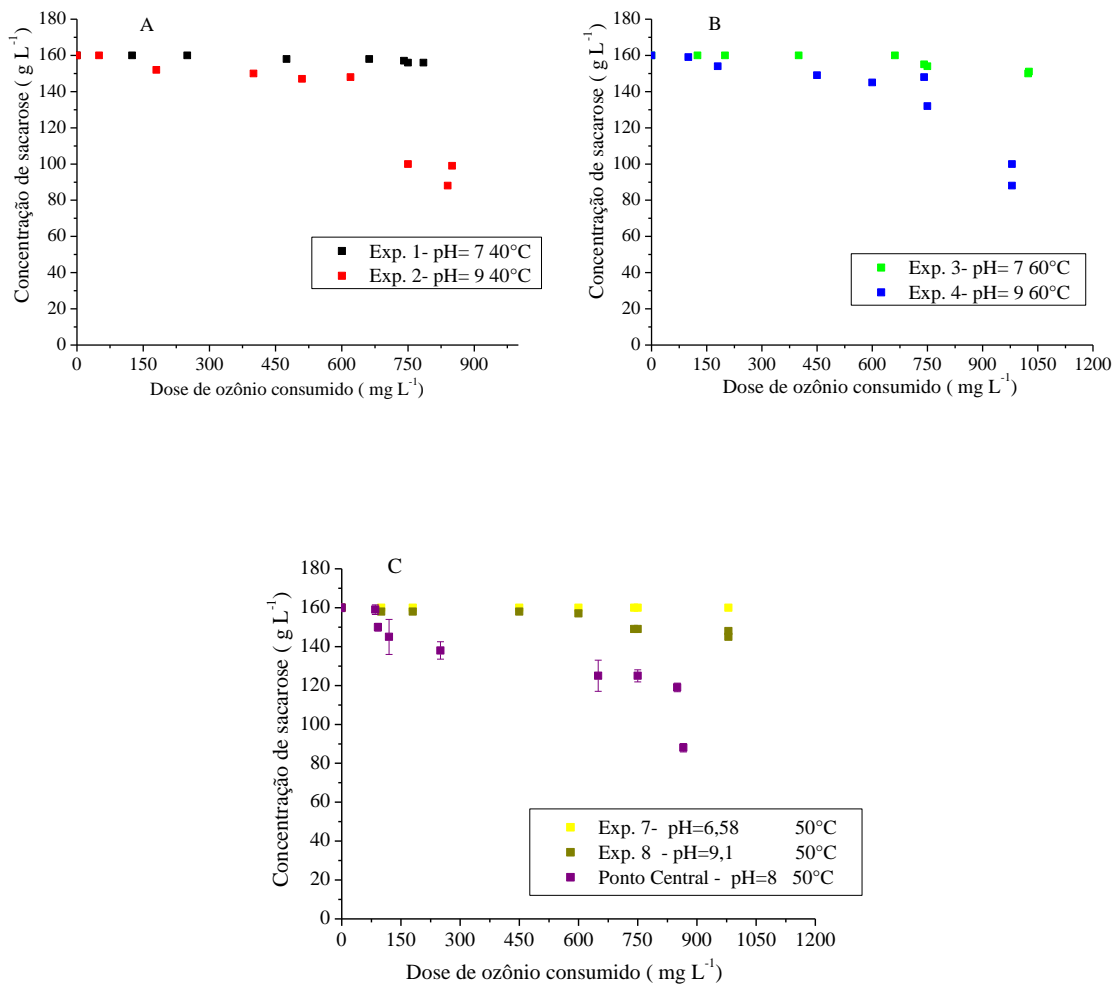 A
180
160
140
120
100
80
60
40
20
0
Concentração de sacarose ( g L-1)
Exp. 1- pH= 7 40°C
Exp. 2- pH= 9 40°C
0 150 300 450 600 750 900
Dose de ozônio consumido ( mg L-1)
B
180
160
140
120
100
80
60
40
20
0
Concentração de sacarose ( g L-1)
Exp. 3- pH= 7 60°C
Exp. 4- pH= 9 60°C
0 150 300 450 600 750 900 1050 1200
Dose de ozônio consumido ( mg L-1)
C
180
160
140
120
100
80
60
40
20
0
Concentração de sacarose ( g L-1)
Exp. 7- pH=6,58 50°C
Exp. 8 - pH=9,1 50°C
Ponto Central - pH=8 50°C
0 150 300 450 600 750 900 1050 1200
Dose de ozônio consumido ( mg L-1)